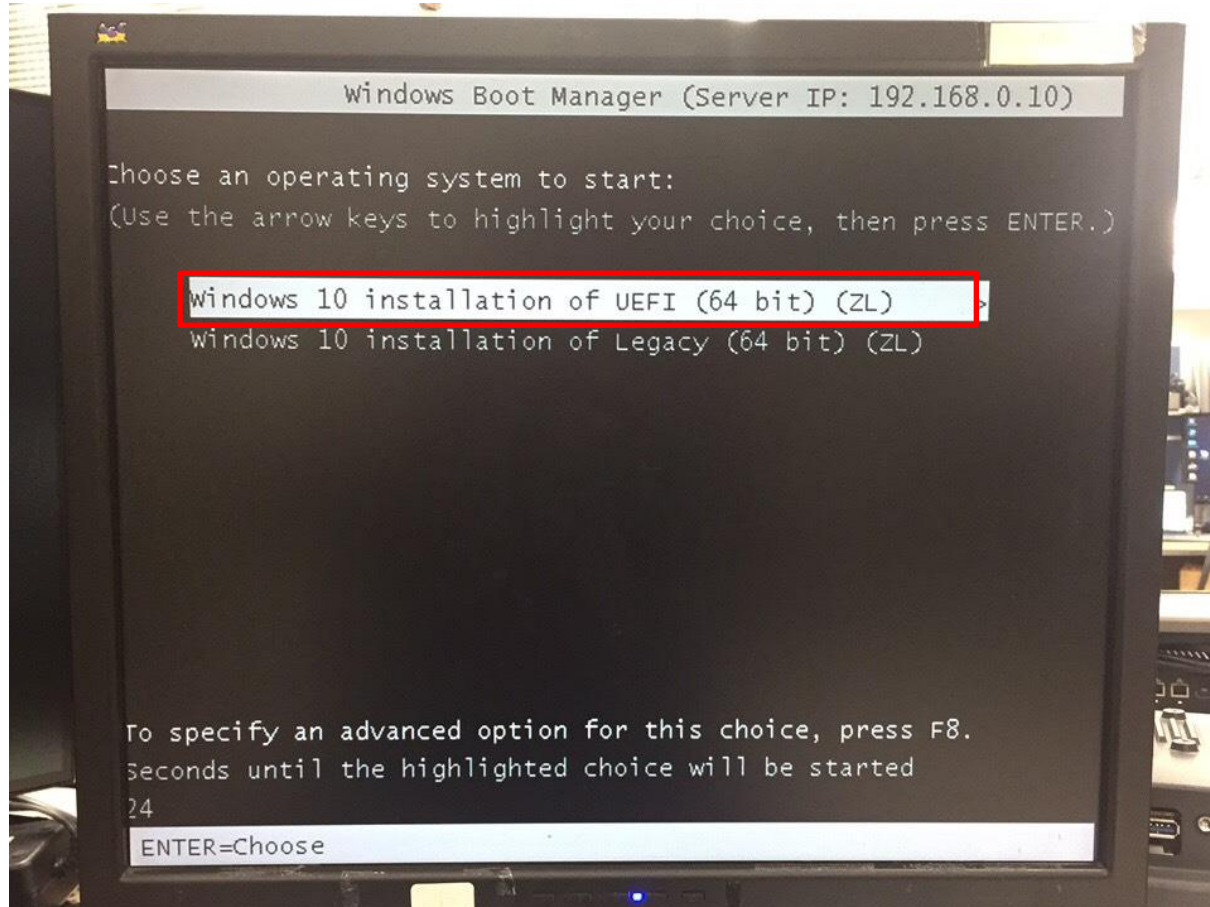 Windows Boot Manager (Server IP: 192.168.0.10)
Choose an operating system to start:
(Use the arrow keys to highlight your choice, then press ENTER.)
Windows 10 installation of UEFI (64 bit) (ZL) >
Windows 10 installation of Legacy (64 bit) (ZL)
To specify an advanced option for this choice, press F8.
Seconds until the highlighted choice will be started
24
ENTER=Choose